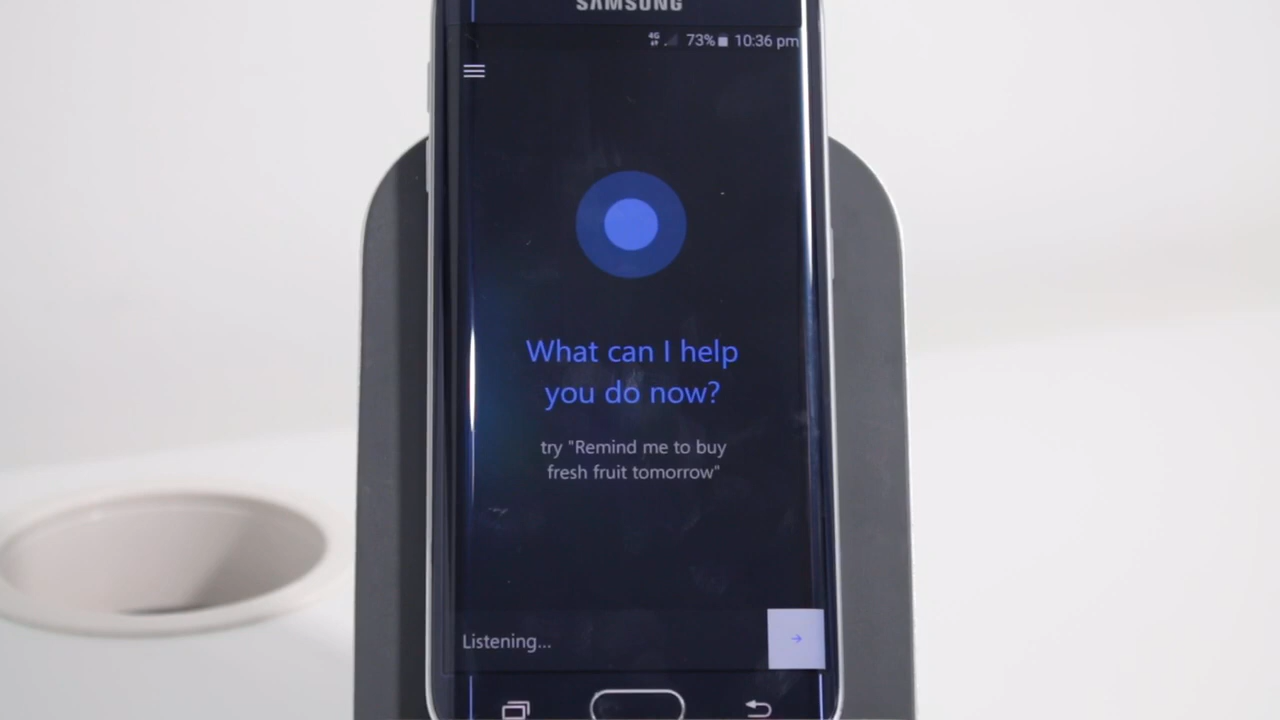 SAMSUNG
4G 73% 10:36 pm
What can I help
you do now?
try "Remind me to buy
fresh fruit tomorrow"
Listening...